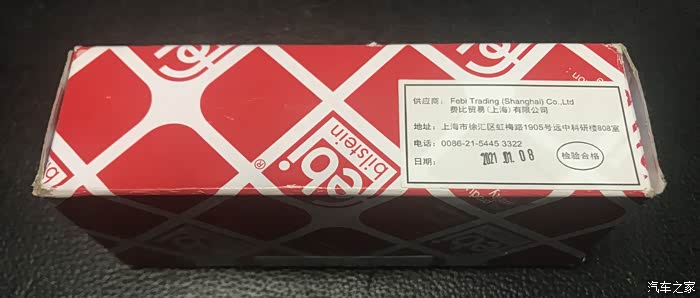 febi
bilstein
®
供应商: Febi Trading (Shanghai) Co.,Ltd
费比贸易(上海)有限公司
地址: 上海市徐汇区虹梅路1905号远中科研楼808室
电话: 0086-21-5445 3322
日期: 2021 01. 08
检验合格
汽车之家